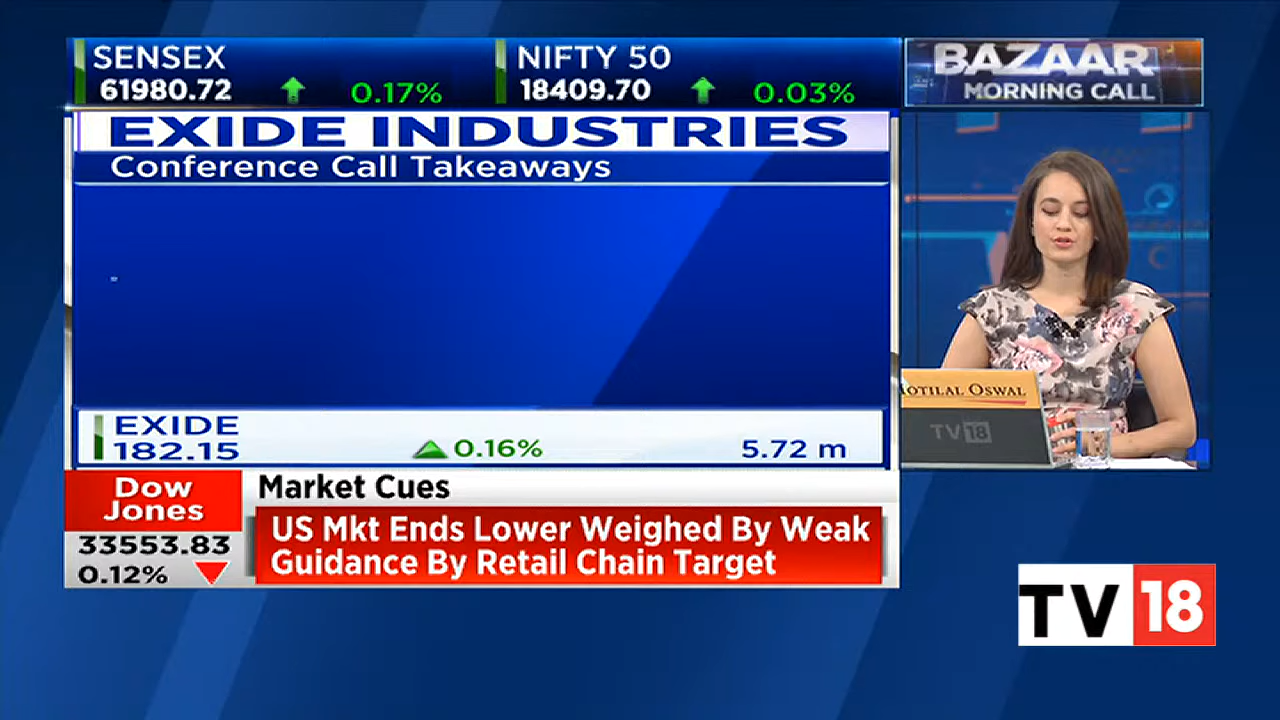 SENSEX
61980.72 0.17%
NIFTY 50
18409.70 0.03%
BAZAAR
MORNING CALL
EXIDE INDUSTRIES
Conference Call Takeaways
EXIDE
182.15 0.16% 5.72 m
OTILAL OSWAL
TV18
Dow
Jones
33553.83
0.12%
Market Cues
US Mkt Ends Lower Weighed By Weak
Guidance By Retail Chain Target
TV18